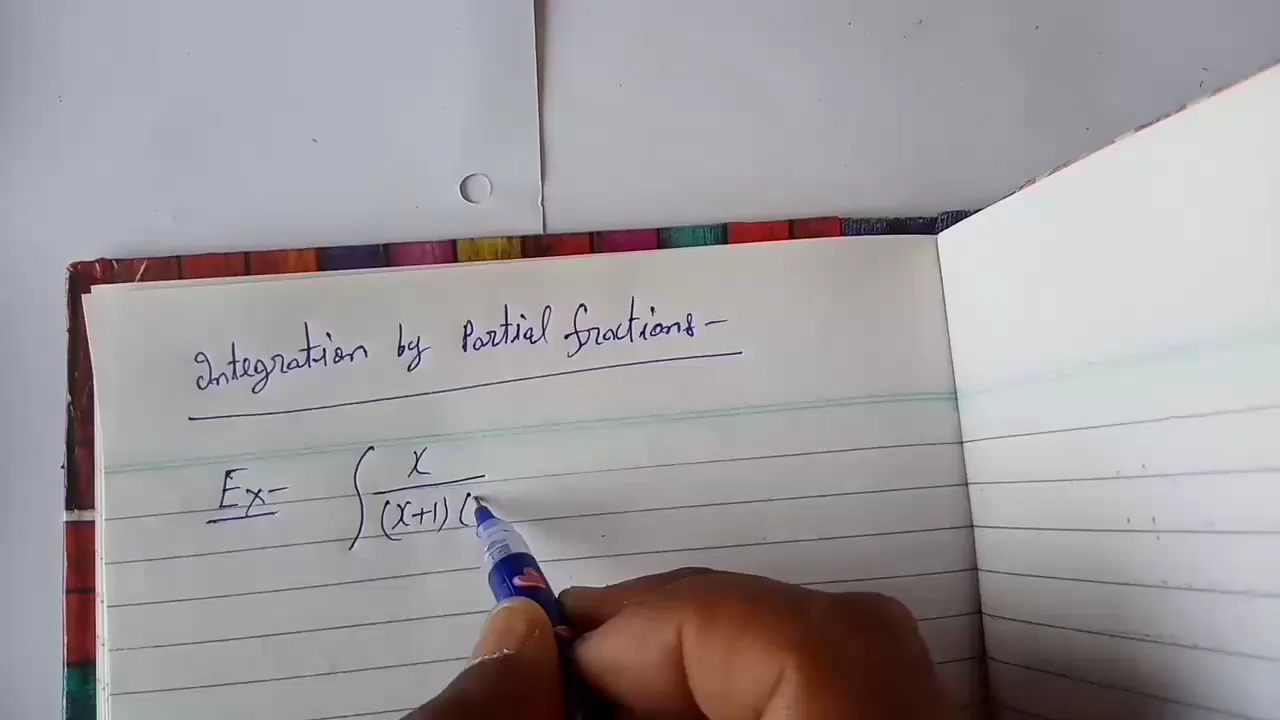 Integration by Partial fractions-
Ex- ∫ x/(x+1)(